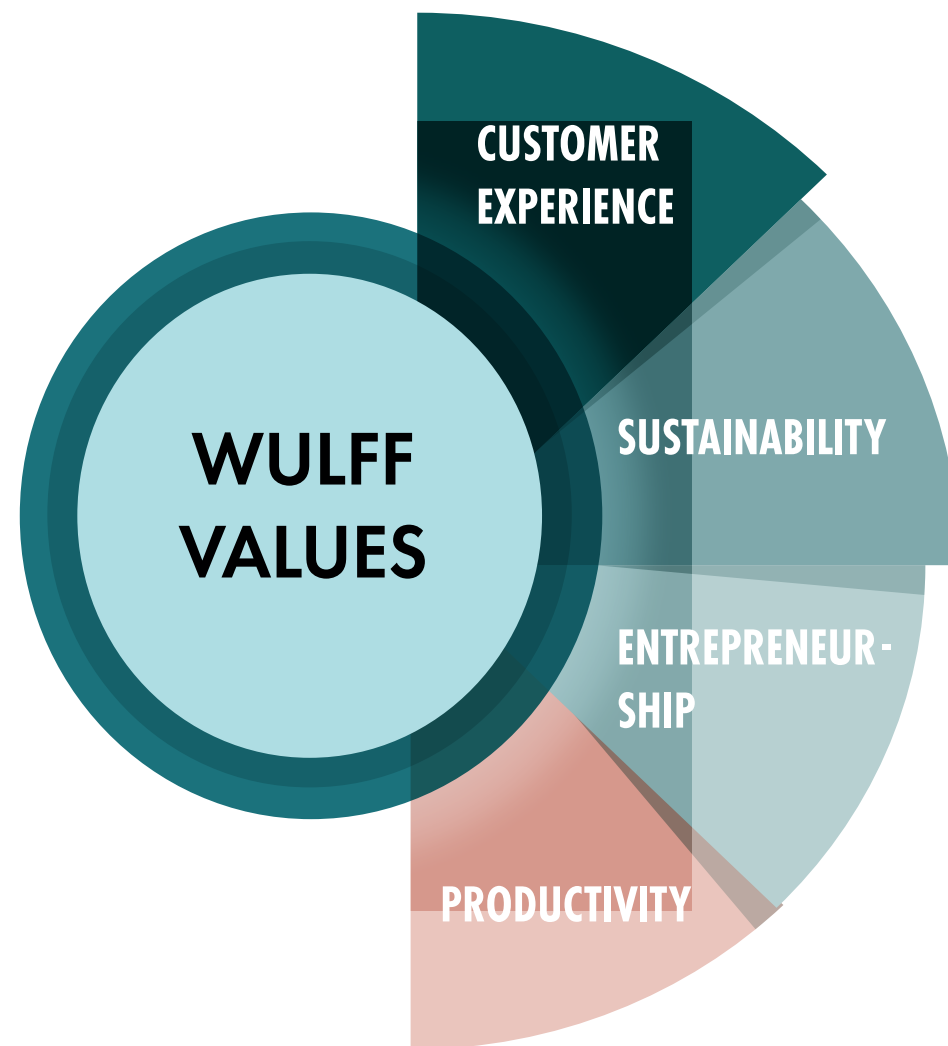 WULFF
VALUES
CUSTOMER
EXPERIENCE
SUSTAINABILITY
ENTREPRENEUR-
SHIP
PRODUCTIVITY